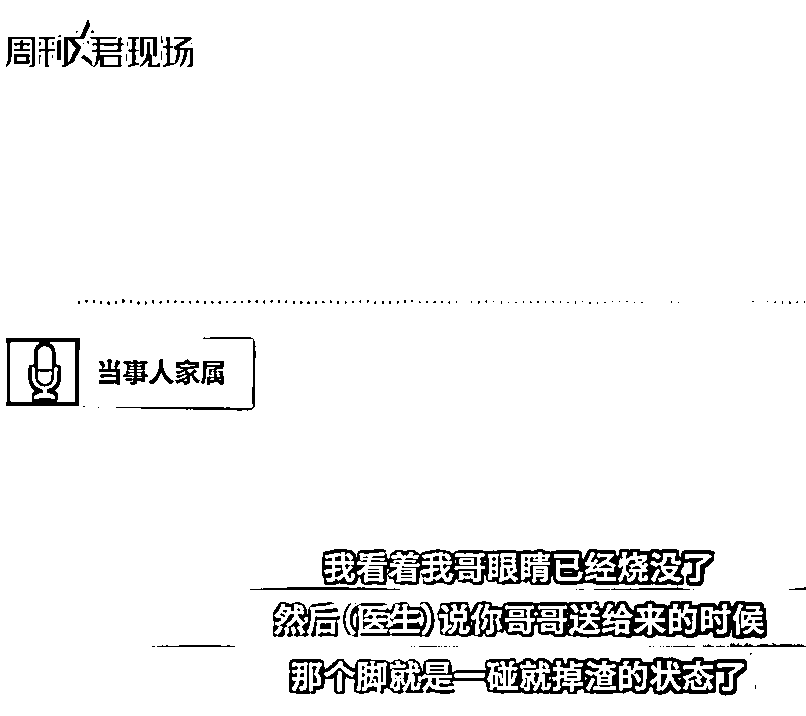 周刊君现场
当事人家属
我看着我哥眼睛已经烧没了
然后(医生)说你哥哥送给来的时候
那个脚就是一碰就掉渣的状态了